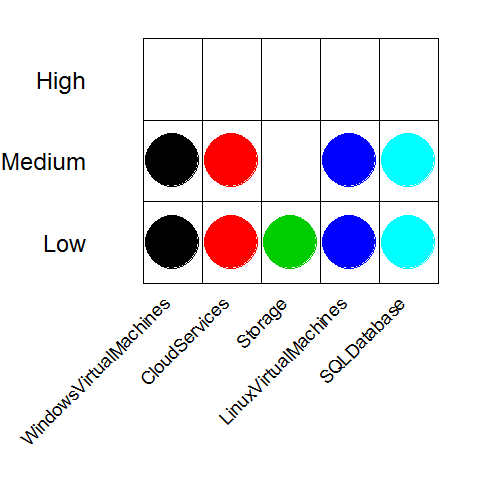 High
Medium
Low
WindowsVirtualMachines
CloudServices
Storage
LinuxVirtualMachines
SQLDatabase